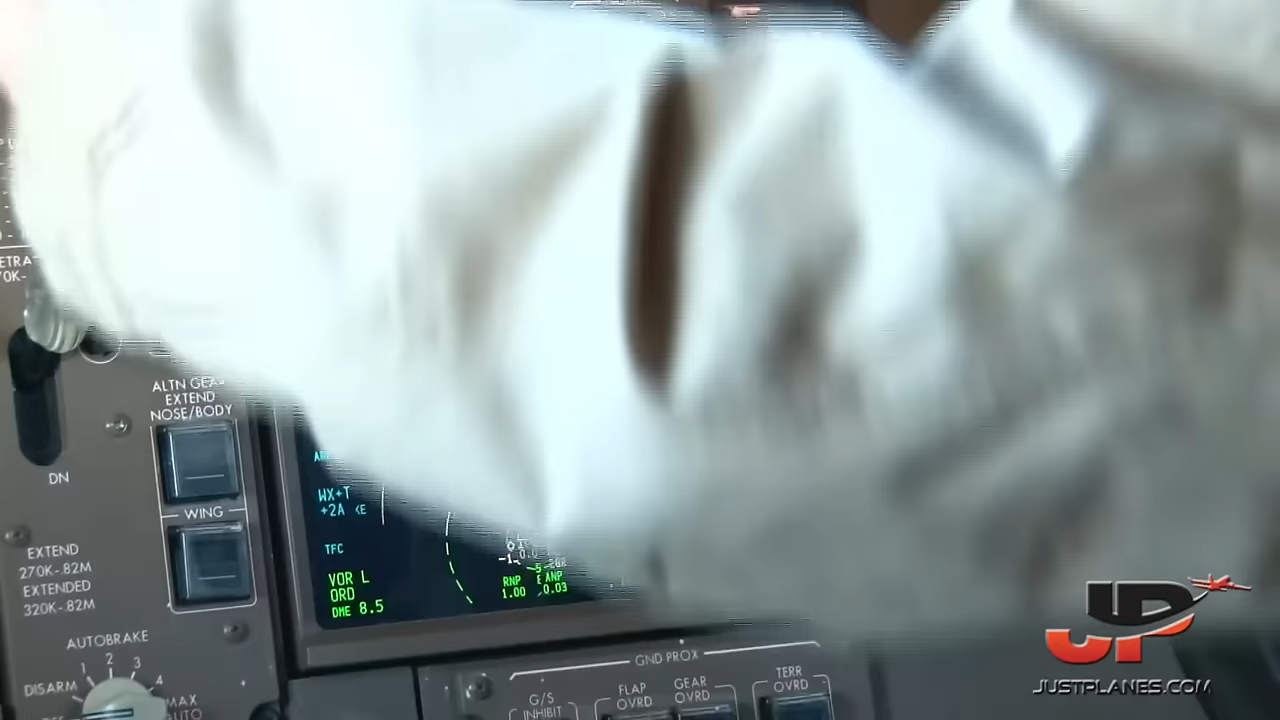 ALTN GEAR
EXTEND
NOSE/BODY
DN
WING
EXTEND
270K-.82M
EXTENDED
320K-.82M
AUTOBRAKE
DISARM
1
2
3
4
MAX
AUTO
WX+T
+2A <E
TFC
VOR L
ORD
DME 8.5
RNP
1.00
ANP
0.03
GND PROX
G/S
INHIBIT
FLAP
OVRD
GEAR
OVRD
TERR
OVRD
JP
JUSTPLANES.COM